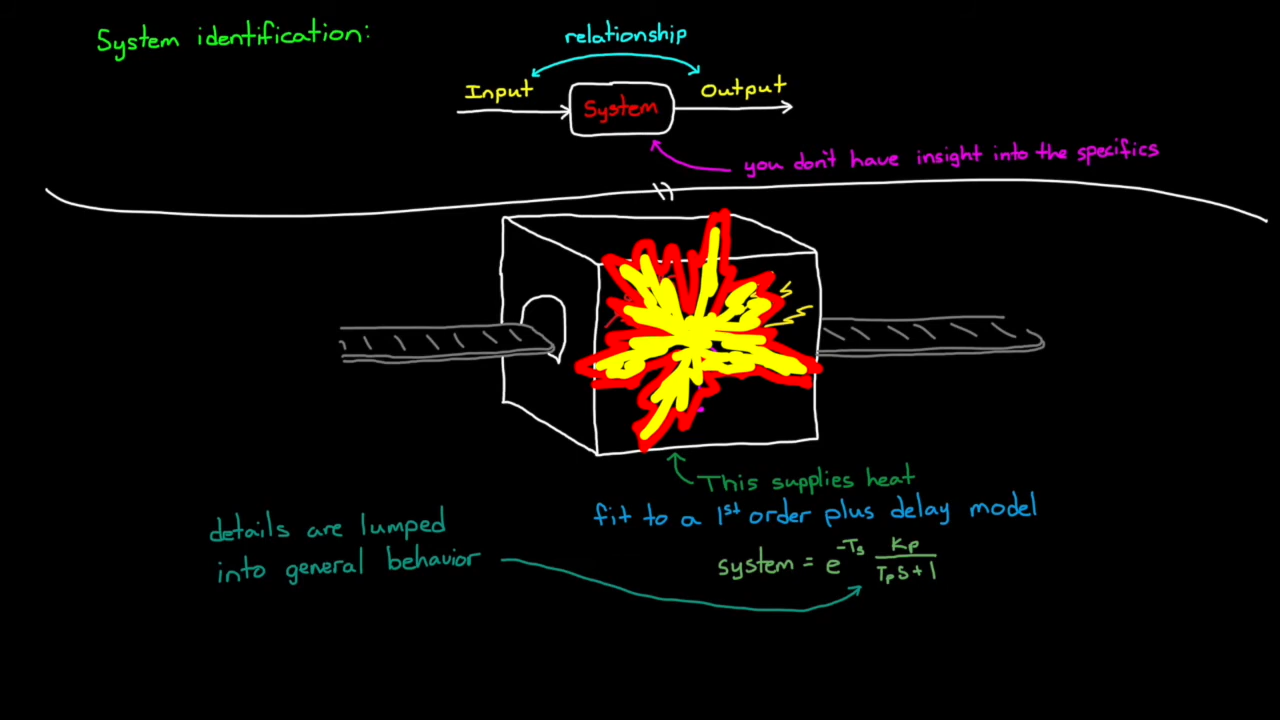 System identification:
relationship
Input
System
Output
you don't have insight into the specifics
This supplies heat
fit to a 1st order plus delay model
details are lumped
into general behavior
system = e^-Ts Kp / Tps+1